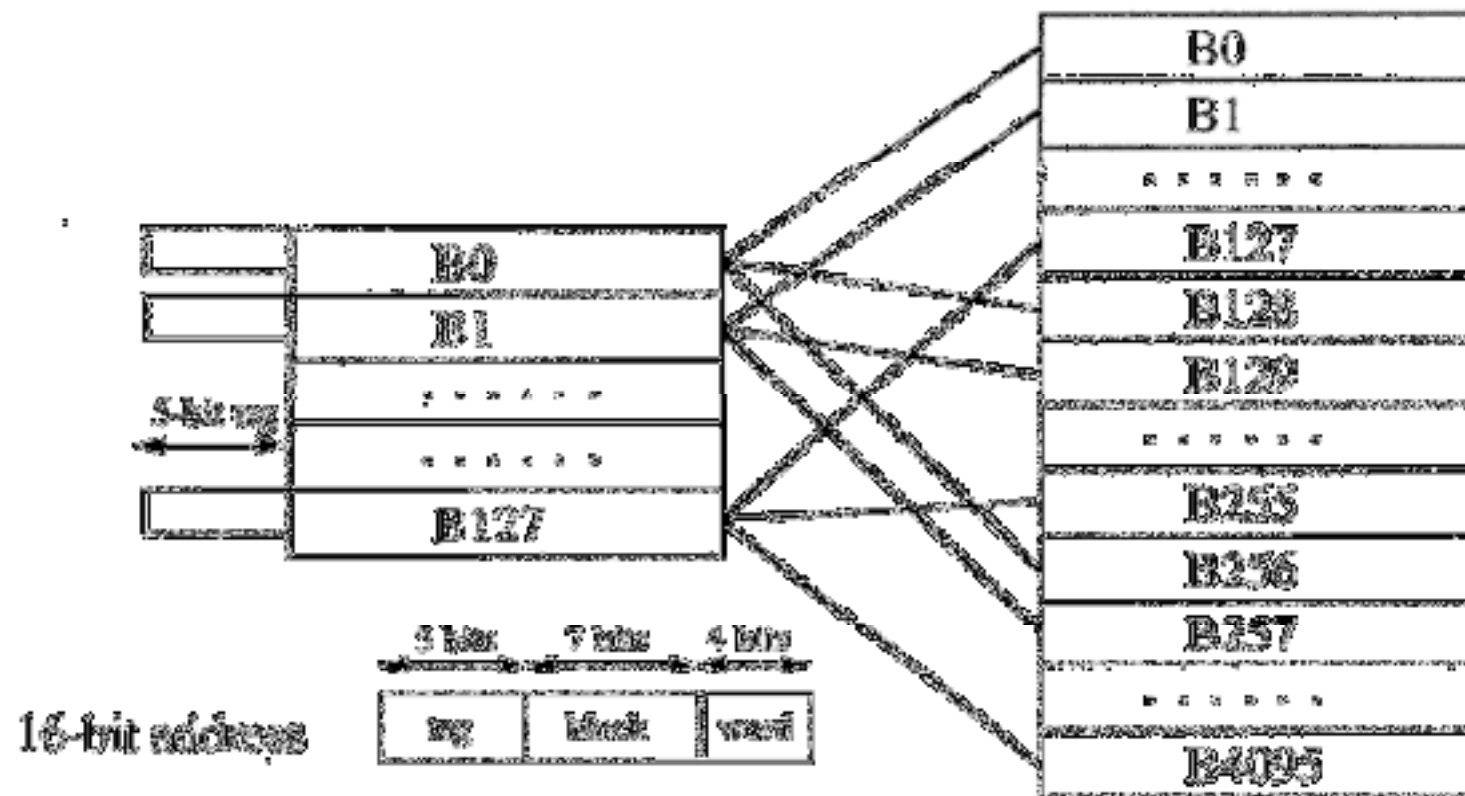 B0
B1
B127
B128
B129
B255
B256
B257
B4095
B0
B1
5-bit tag
B127
5 bits 7 bits 4 bits
16-bit address
tag block word